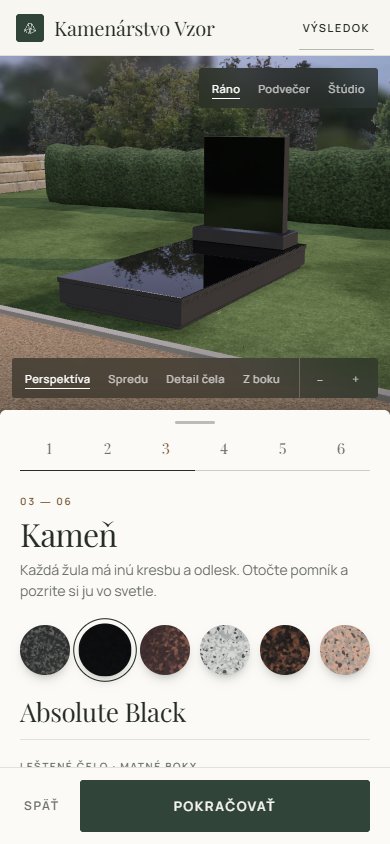 Kamenárstvo Vzor
VÝSLEDOK
Ráno Podvečer Štúdio
Perspektíva Spredu Detail čela Z boku – +
1 2 3 4 5 6
03 — 06
Kameň
Každá žula má inú kresbu a odlesk. Otočte pomník a
pozrite si ju vo svetle.
Absolute Black
LEŠTENÉ ČELO · MATNÉ BOKY
SPÄŤ
POKRAČOVAŤ